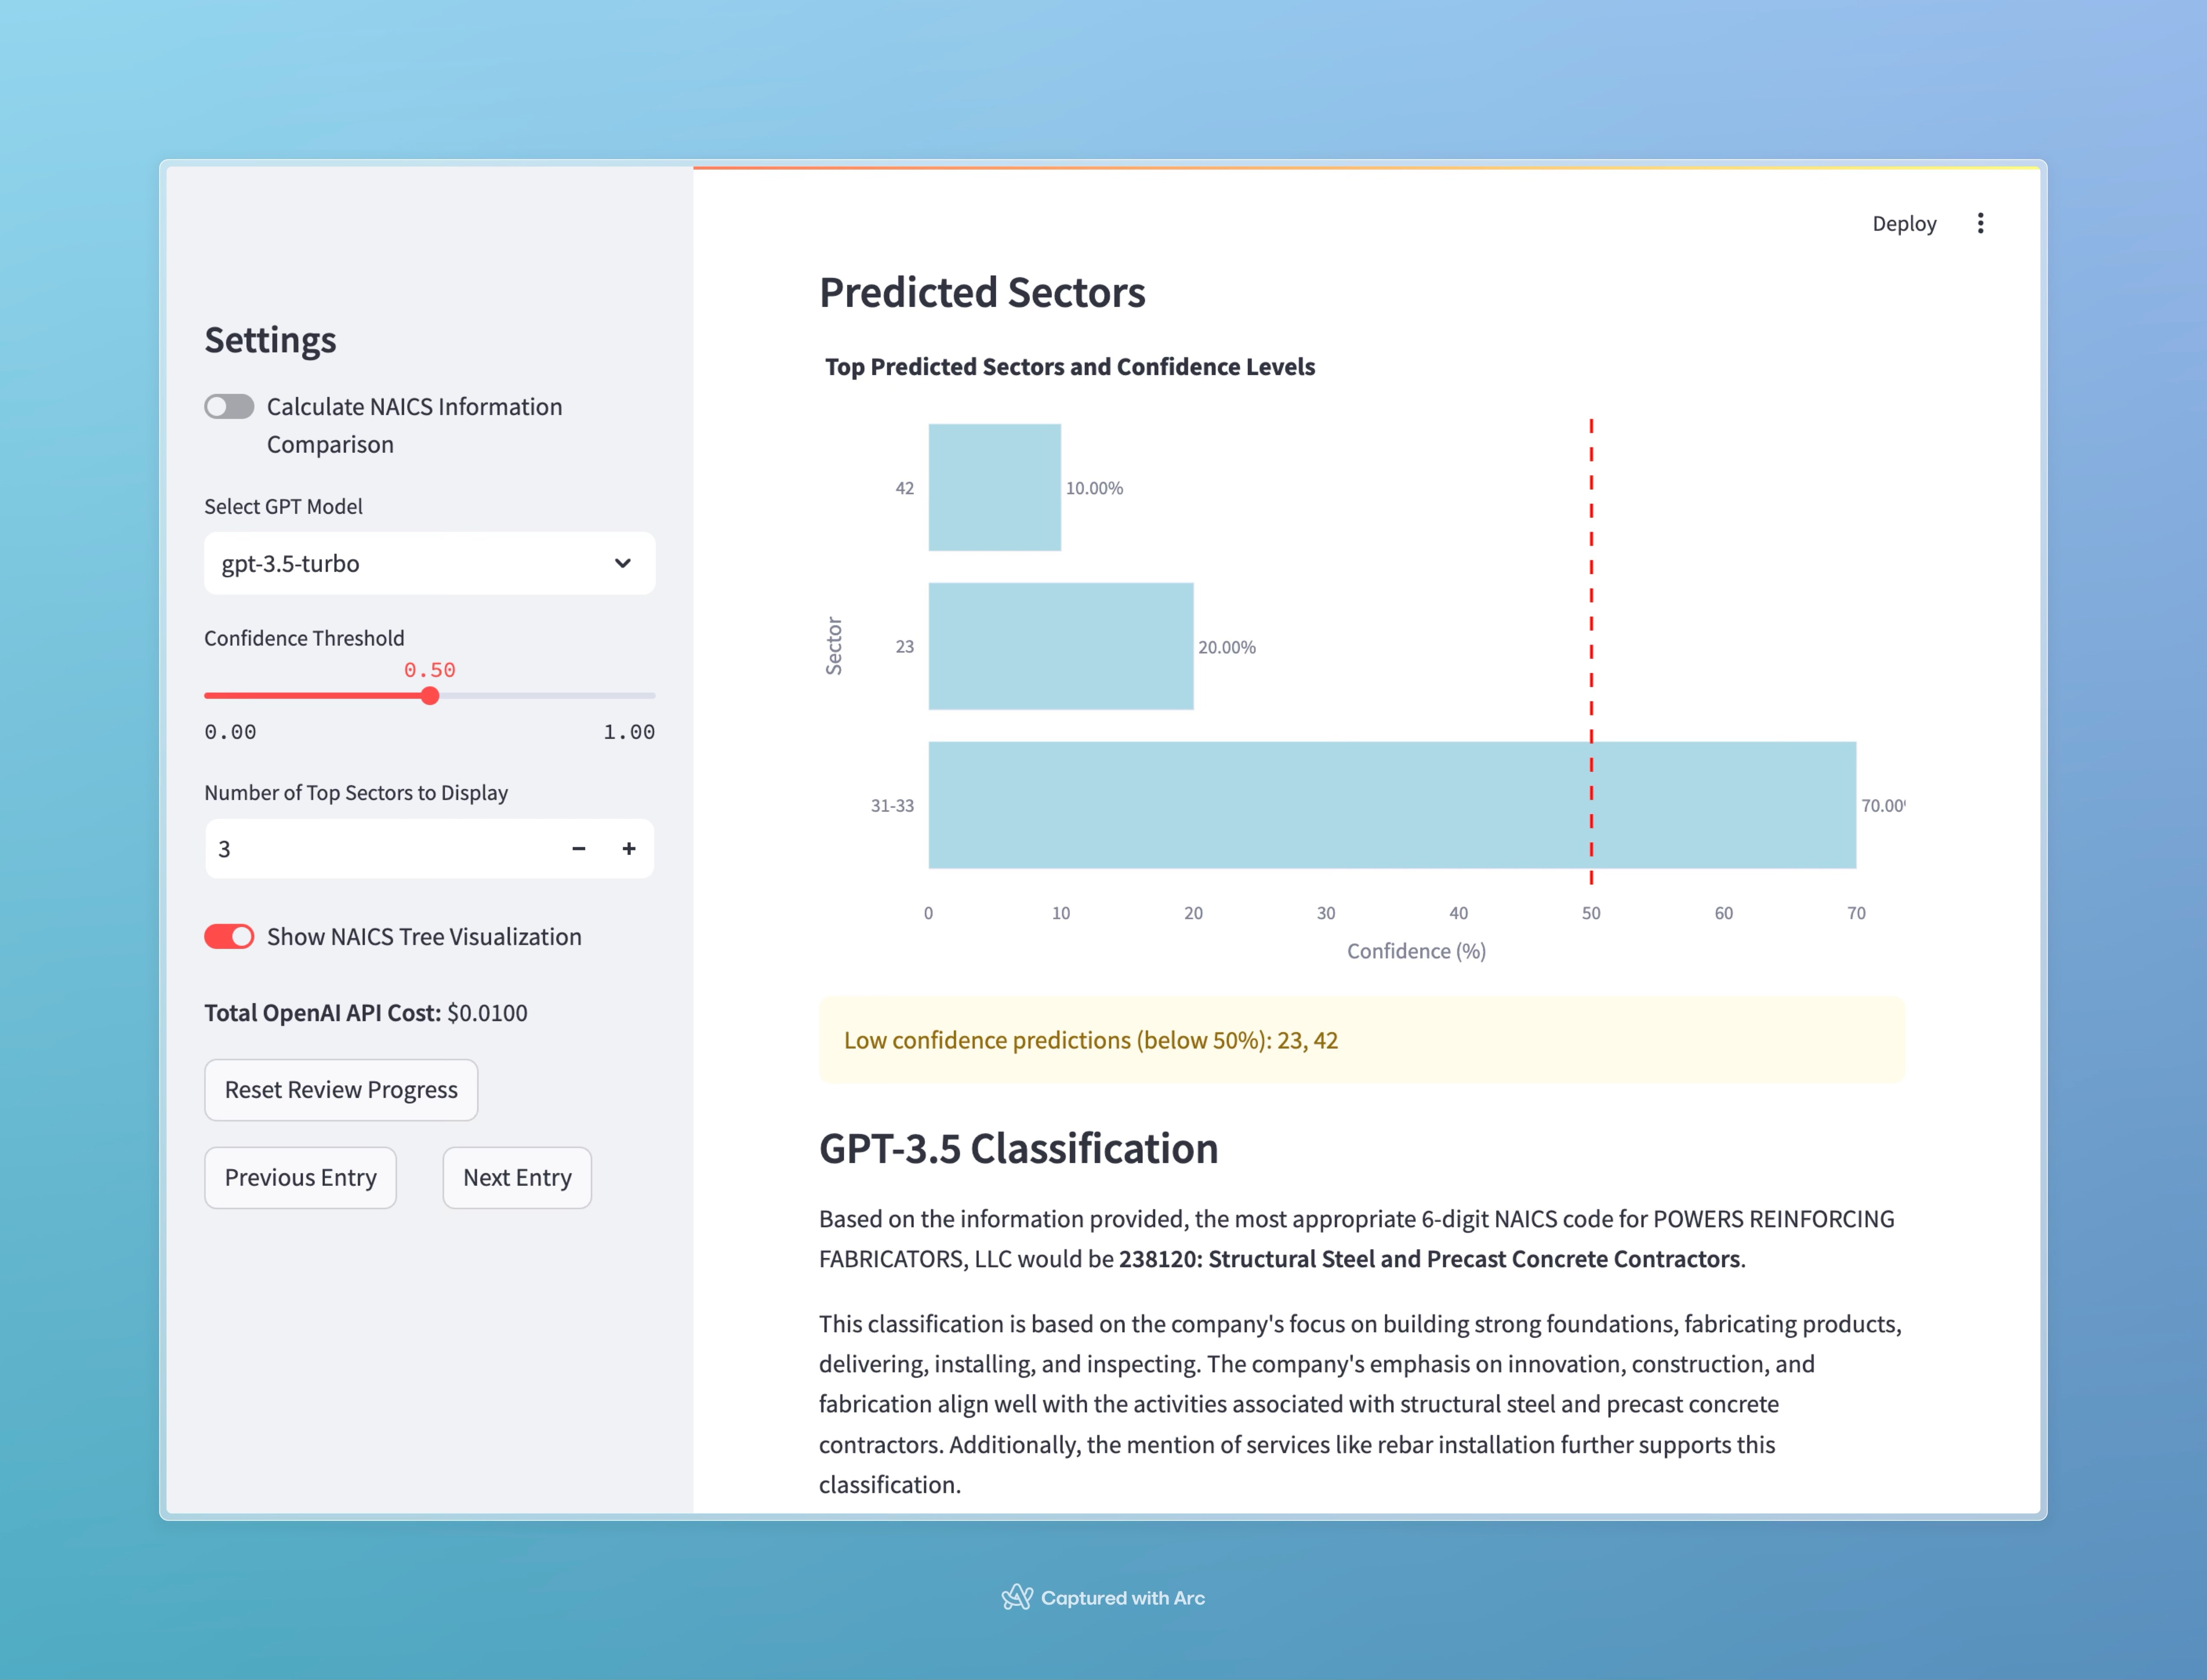 Deploy
Settings
Calculate NAICS Information
Comparison
Select GPT Model
gpt-3.5-turbo
Confidence Threshold
0.50
0.00 1.00
Number of Top Sectors to Display
3 − +
Show NAICS Tree Visualization
Total OpenAI API Cost: $0.0100
Reset Review Progress
Previous Entry Next Entry
Predicted Sectors
Top Predicted Sectors and Confidence Levels
Sector
42 10.00%
23 20.00%
31-33 70.00
0 10 20 30 40 50 60 70
Confidence (%)
Low confidence predictions (below 50%): 23, 42
GPT-3.5 Classification
Based on the information provided, the most appropriate 6-digit NAICS code for POWERS REINFORCING
FABRICATORS, LLC would be 238120: Structural Steel and Precast Concrete Contractors.
This classification is based on the company's focus on building strong foundations, fabricating products,
delivering, installing, and inspecting. The company's emphasis on innovation, construction, and
fabrication align well with the activities associated with structural steel and precast concrete
contractors. Additionally, the mention of services like rebar installation further supports this
classification.
Captured with Arc